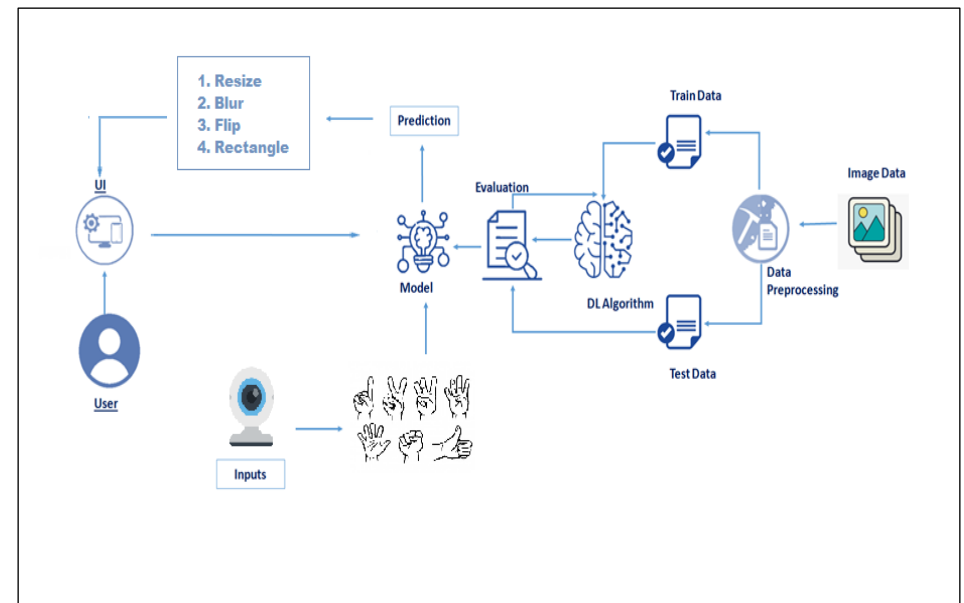 1. Resize
2. Blur
3. Flip
4. Rectangle
Prediction
Train Data
Image Data
UI
Evaluation
Model
DL Algorithm
Data
Preprocessing
Test Data
User
Inputs